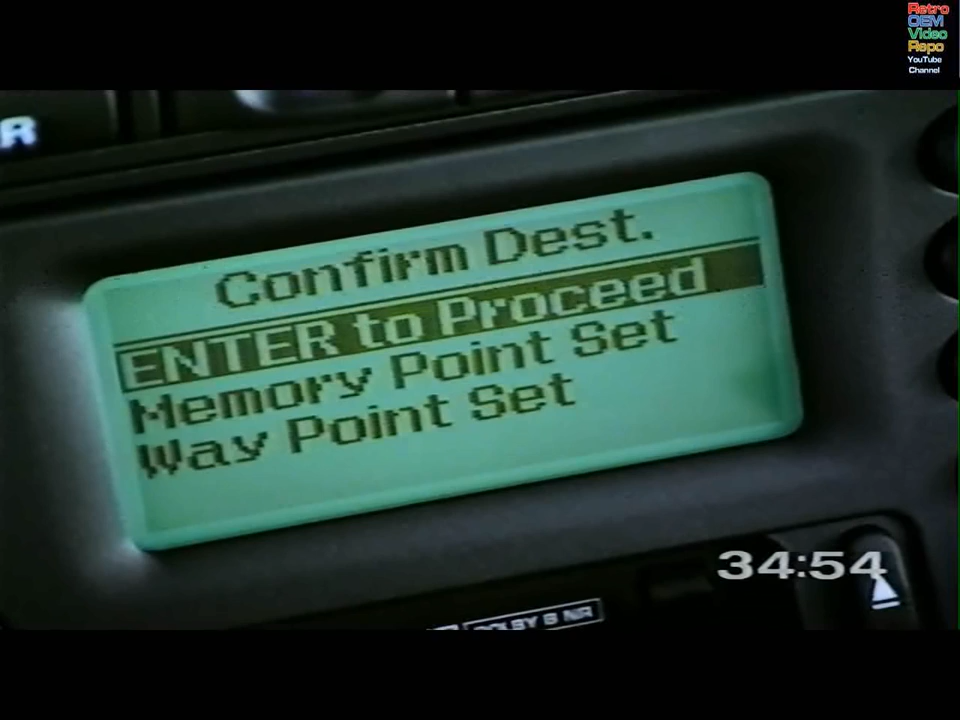 Retro
OEM
Video
Repo
YouTube
Channel
R
Confirm Dest.
ENTER to Proceed
Memory Point Set
Way Point Set
34:54
DOLBY B NR